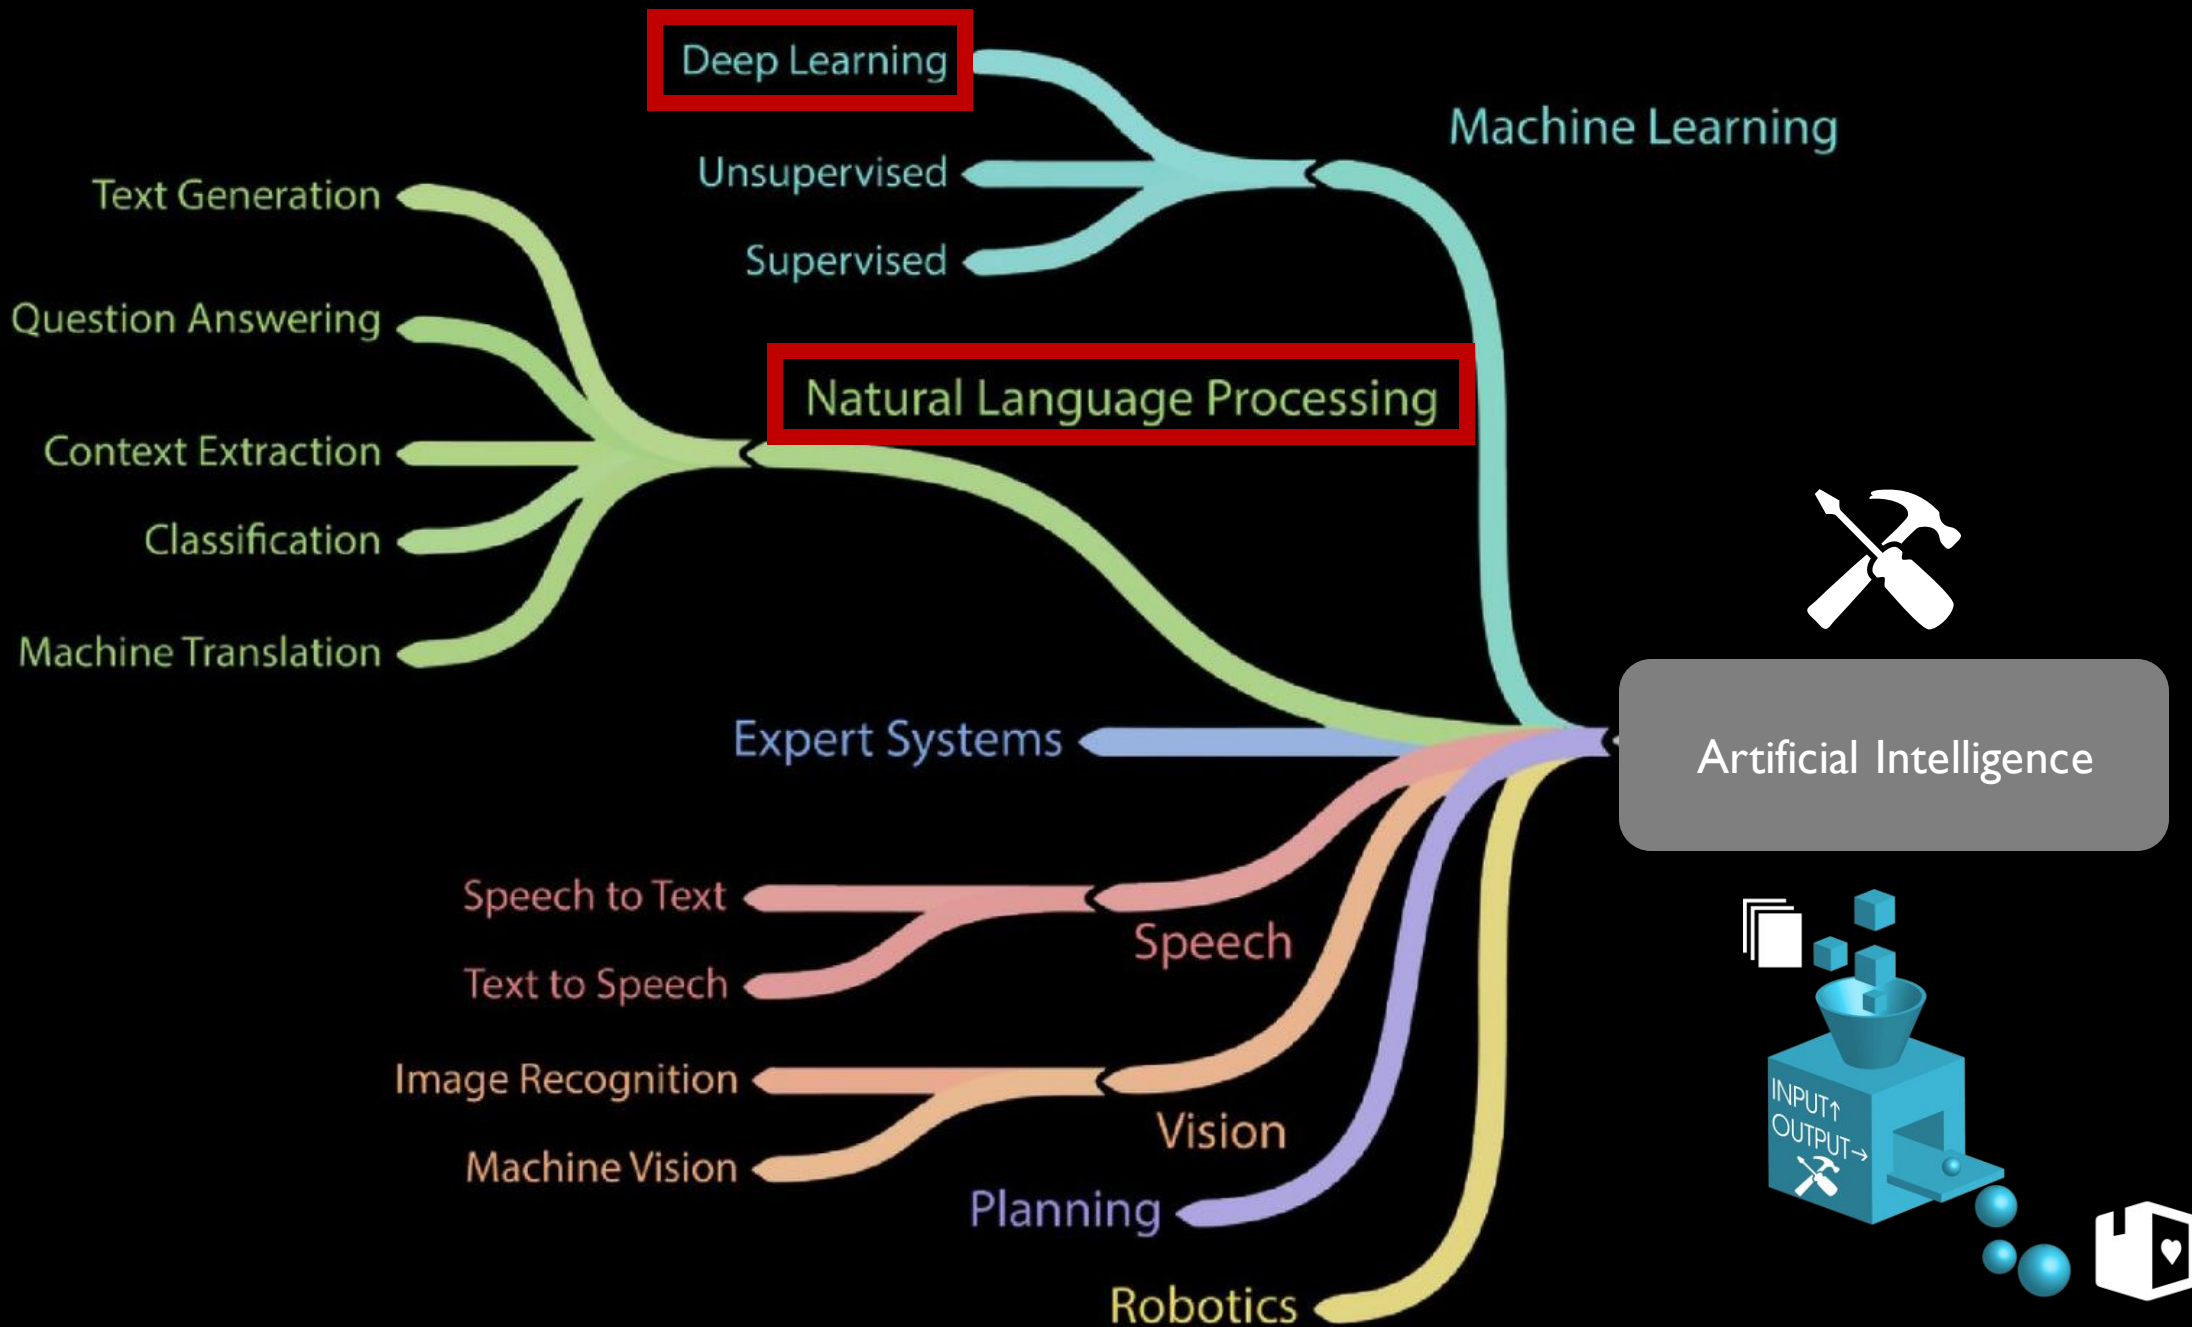 Deep Learning
Machine Learning
Unsupervised
Supervised
Text Generation
Question Answering
Natural Language Processing
Context Extraction
Classification
Machine Translation
Expert Systems
Artificial Intelligence
Speech to Text
Speech
Text to Speech
Image Recognition
Vision
Machine Vision
Planning
Robotics
INPUT↑
OUTPUT→